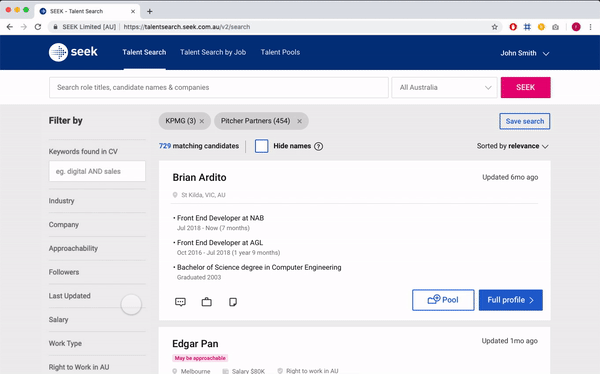 SEEK - Talent Search
SEEK Limited [AU] | https://talentsearch.seek.com.au/v2/search
seek
Talent Search
Talent Search by Job
Talent Pools
John Smith
Search role titles, candidate names & companies
All Australia
SEEK
Filter by
KPMG (3) ×
Pitcher Partners (454) ×
Save search
729 matching candidates
Hide names ?
Sorted by relevance
Keywords found in CV
eg. digital AND sales
Industry
Company
Approachability
Followers
Last Updated
Salary
Work Type
Right to Work in AU
Brian Ardito
Updated 6mo ago
St Kilda, VIC, AU
• Front End Developer at NAB
Jul 2018 - Now (7 months)
• Front End Developer at AGL
Oct 2016 - Jul 2018 (1 year 9 months)
• Bachelor of Science degree in Computer Engineering
Graduated 2003
Pool
Full profile
Edgar Pan
Updated 1mo ago
May be approachable
Melbourne
Salary $80K
Right to work in AU